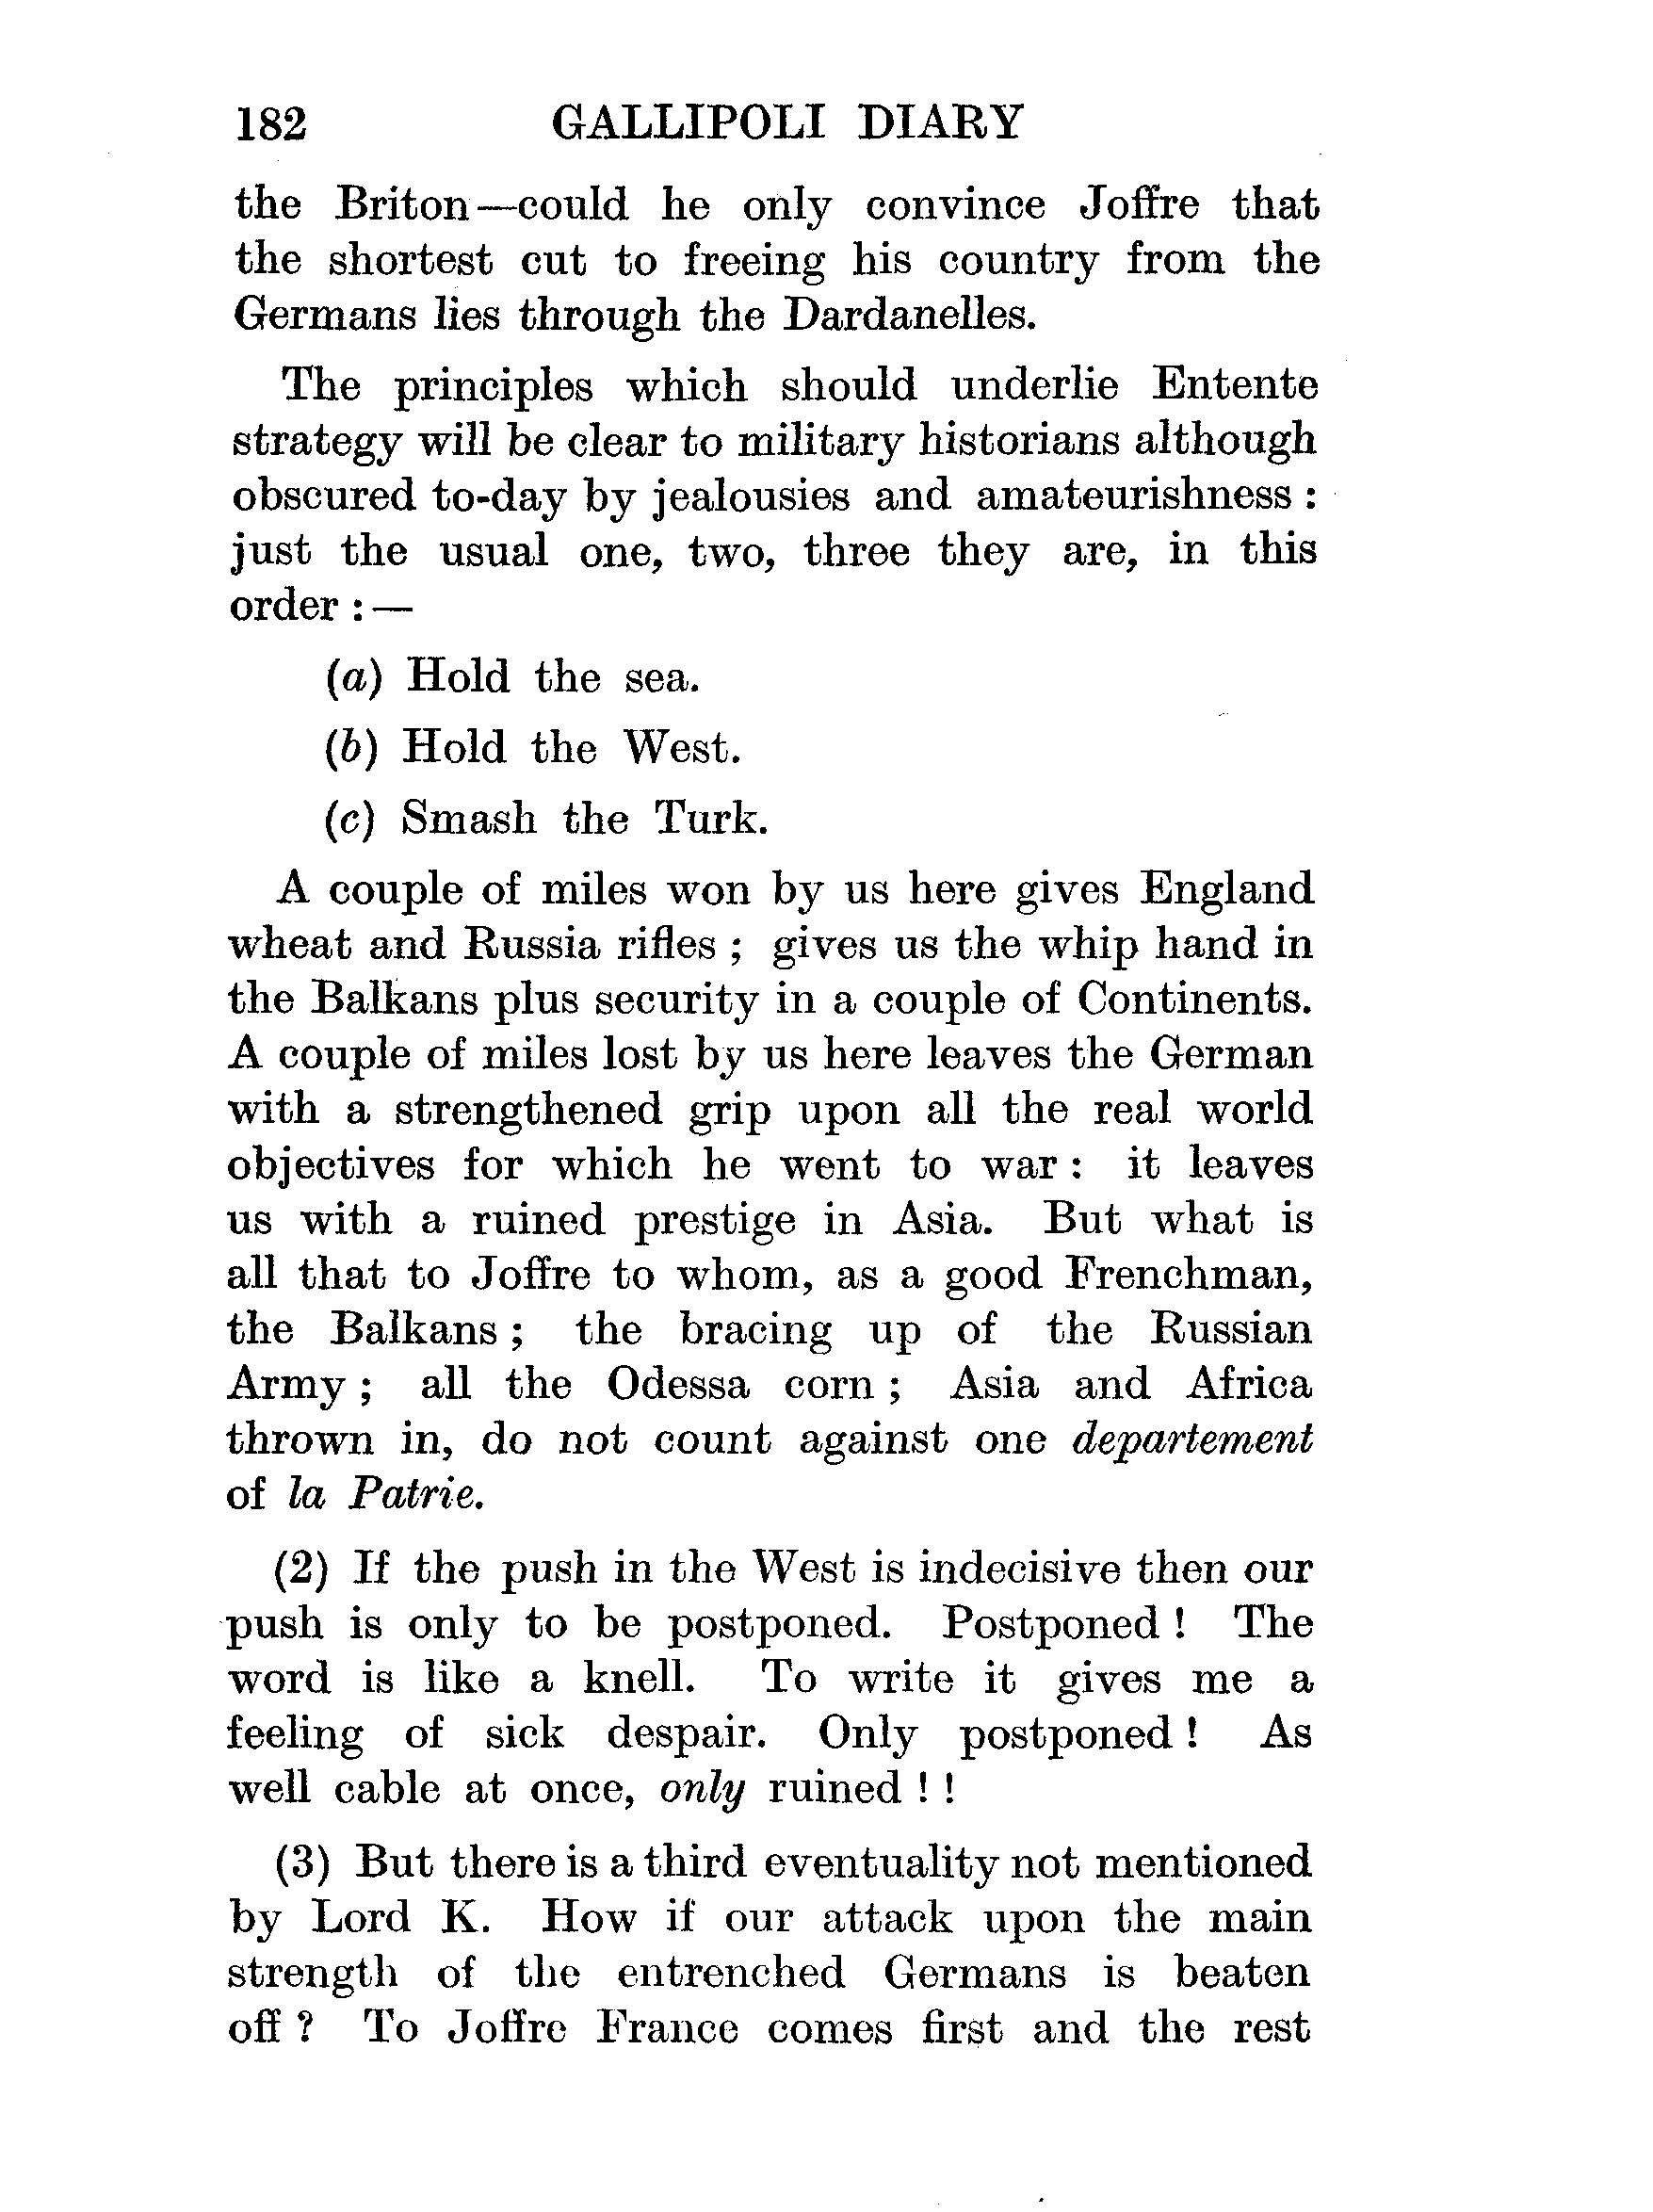 182 GALLIPOLI DIARY
the Briton—could he only convince Joffre that
the shortest cut to freeing his country from the
Germans lies through the Dardanelles.
The principles which should underlie Entente
strategy will be clear to military historians although
obscured to-day by jealousies and amateurishness :
just the usual one, two, three they are, in this
order :—
(a) Hold the sea.
(b) Hold the West.
(c) Smash the Turk.
A couple of miles won by us here gives England
wheat and Russia rifles ; gives us the whip hand in
the Balkans plus security in a couple of Continents.
A couple of miles lost by us here leaves the German
with a strengthened grip upon all the real world
objectives for which he went to war : it leaves
us with a ruined prestige in Asia. But what is
all that to Joffre to whom, as a good Frenchman,
the Balkans ; the bracing up of the Russian
Army ; all the Odessa corn ; Asia and Africa
thrown in, do not count against one departement
of la Patrie.
(2) If the push in the West is indecisive then our
push is only to be postponed. Postponed ! The
word is like a knell. To write it gives me a
feeling of sick despair. Only postponed ! As
well cable at once, only ruined ! !
(3) But there is a third eventuality not mentioned
by Lord K. How if our attack upon the main
strength of the entrenched Germans is beaten
off ? To Joffre France comes first and the rest